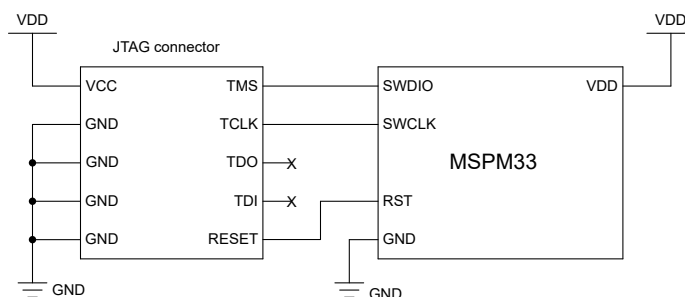 VDD
VDD
JTAG connector
VCC
TMS
SWDIO
VDD
GND
TCLK
SWCLK
GND
TDO
X
MSPM33
GND
TDI
X
RST
GND
RESET
GND
GND
GND